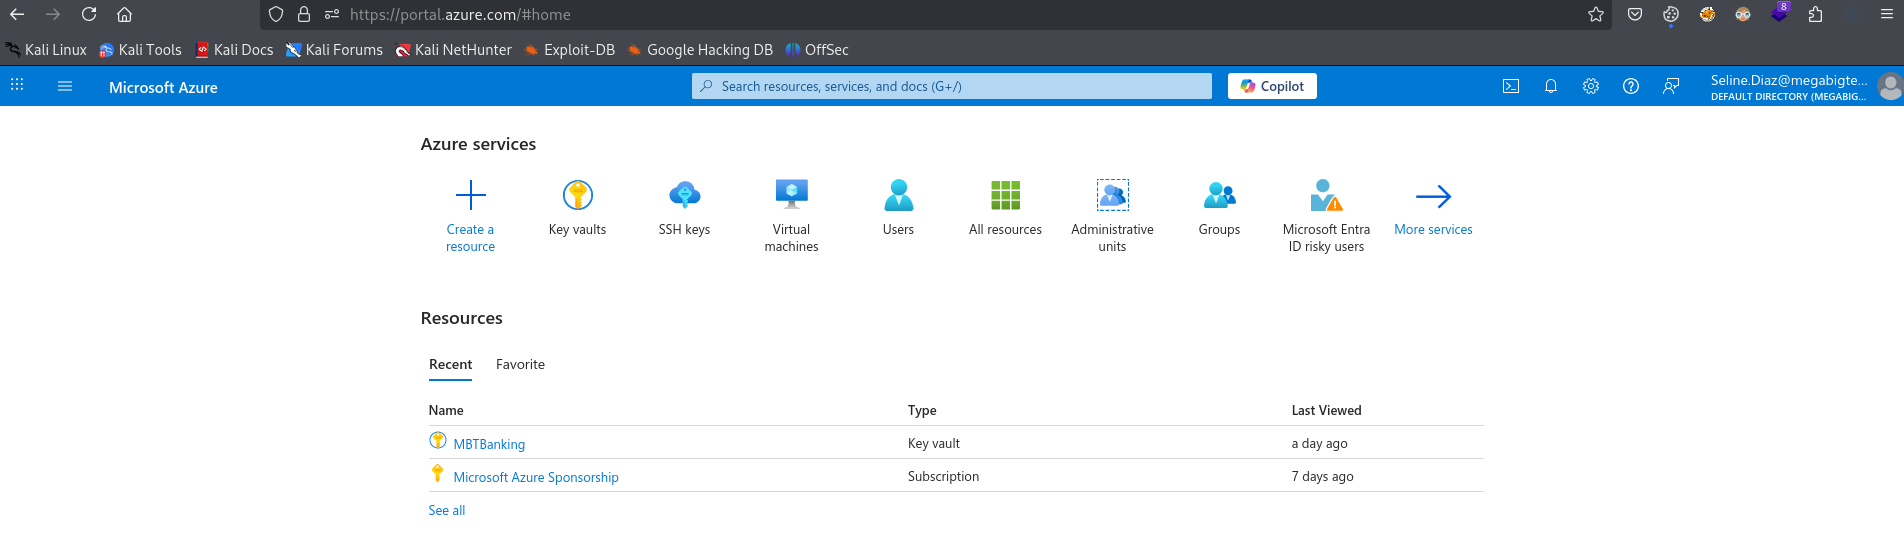 https://portal.azure.com/#home
8
Kali Linux Kali Tools Kali Docs Kali Forums Kali NetHunter Exploit-DB Google Hacking DB OffSec
Microsoft Azure
Search resources, services, and docs (G+/)
Copilot
Seline.Diaz@megabigte...
DEFAULT DIRECTORY (MEGABIG...
Azure services
Create a resource
Key vaults
SSH keys
Virtual machines
Users
All resources
Administrative units
Groups
Microsoft Entra ID risky users
More services
Resources
Recent Favorite
Name Type Last Viewed
MBTBanking Key vault a day ago
Microsoft Azure Sponsorship Subscription 7 days ago
See all